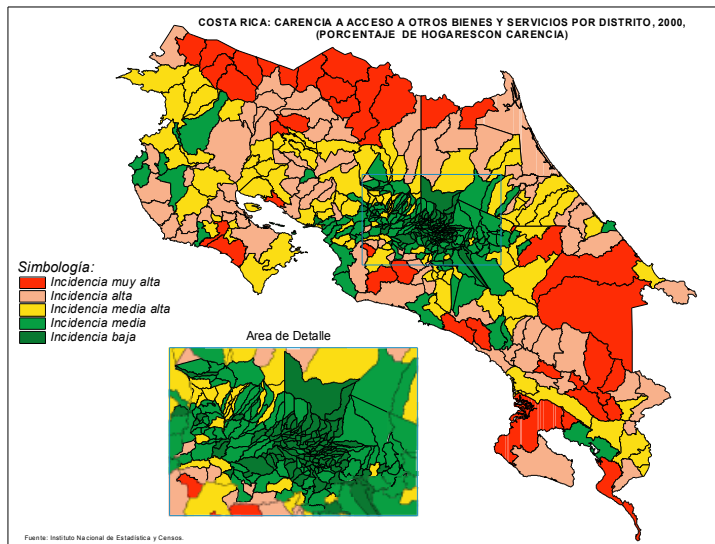 COSTA RICA: CARENCIA A ACCESO A OTROS BIENES Y SERVICIOS POR DISTRITO, 2000,
(PORCENTAJE DE HOGARESCON CARENCIA)
Simbología:
Incidencia muy alta
Incidencia alta
Incidencia media alta
Incidencia media
Incidencia baja
Area de Detalle
Fuente: Instituto Nacional de Estadística y Censos.